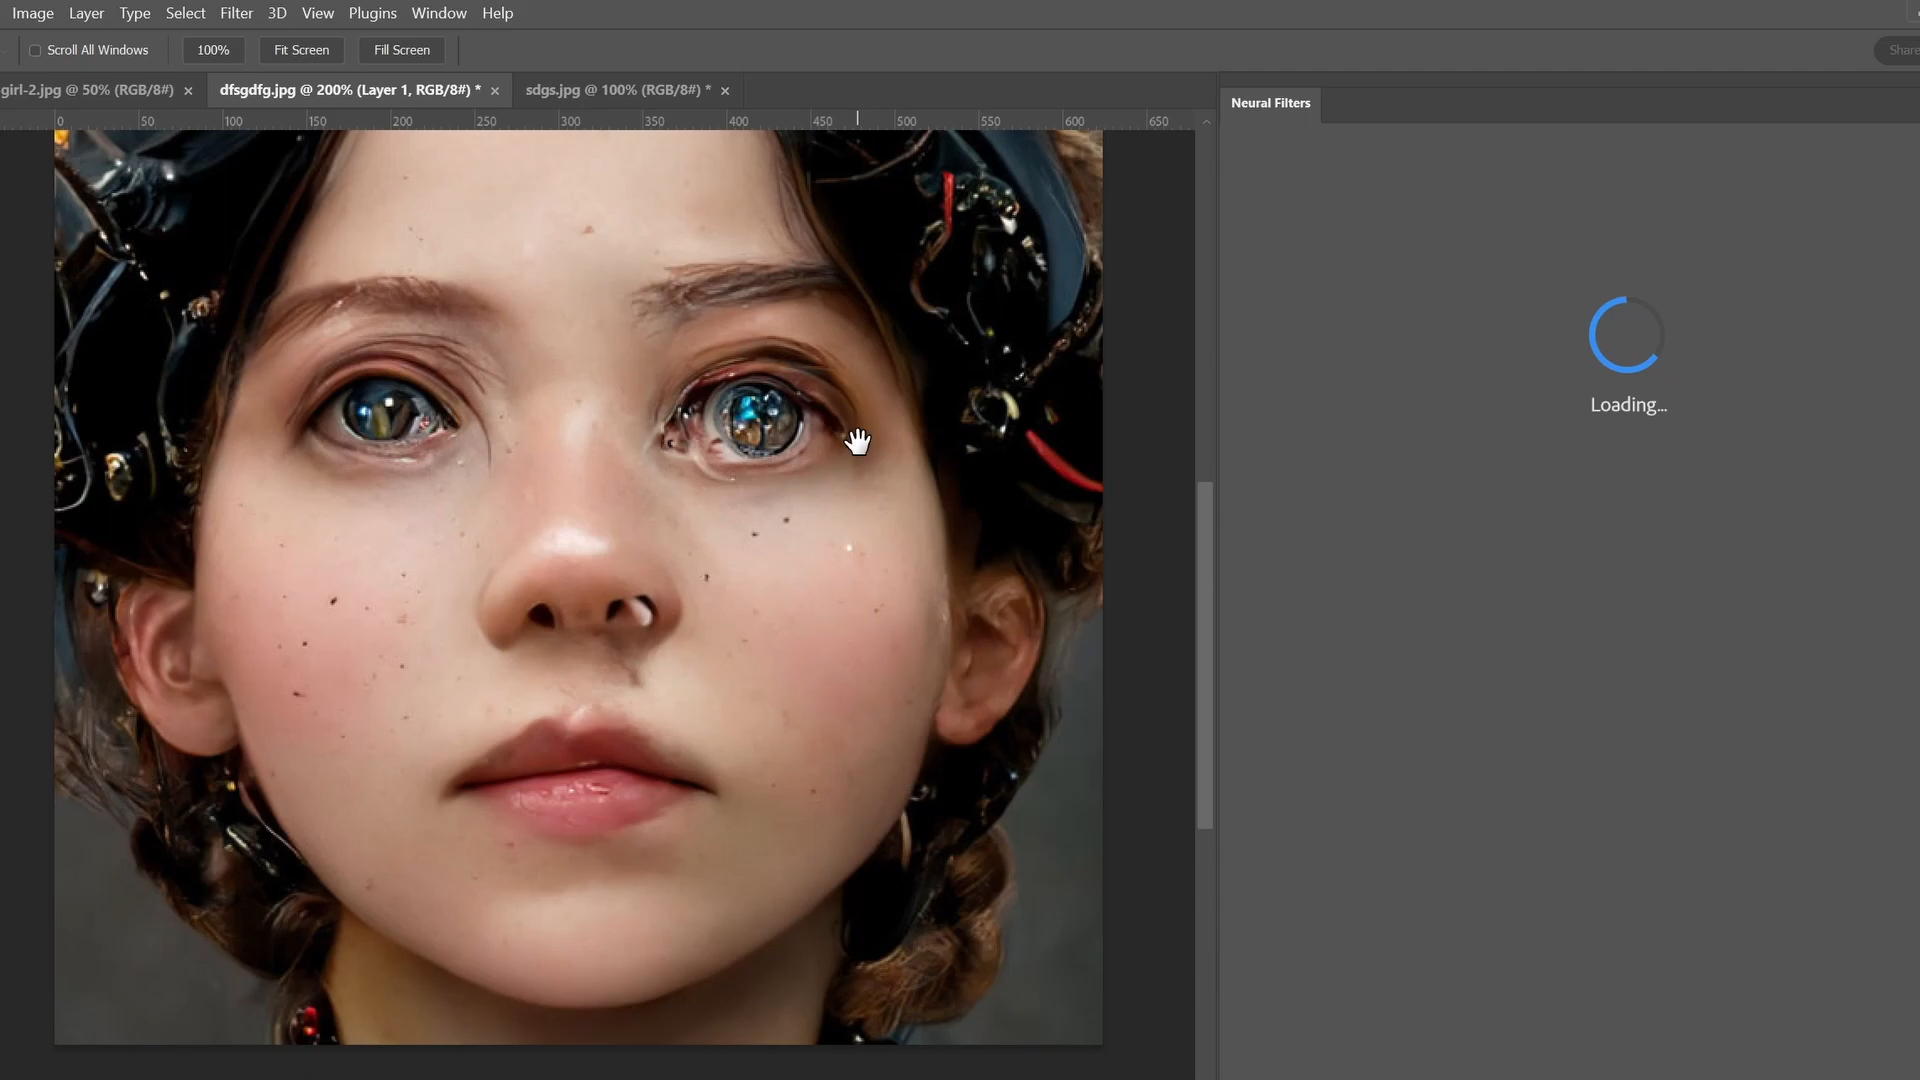 Image Layer Type Select Filter 3D View Plugins Window Help
Scroll All Windows 100% Fit Screen Fill Screen Share
girl-2.jpg @ 50% (RGB/8#) × dfsgdfg.jpg @ 200% (Layer 1, RGB/8#) * × sdgs.jpg @ 100% (RGB/8#) * ×
Neural Filters
0 50 100 150 200 250 300 350 400 450 500 550 600 650
Loading...